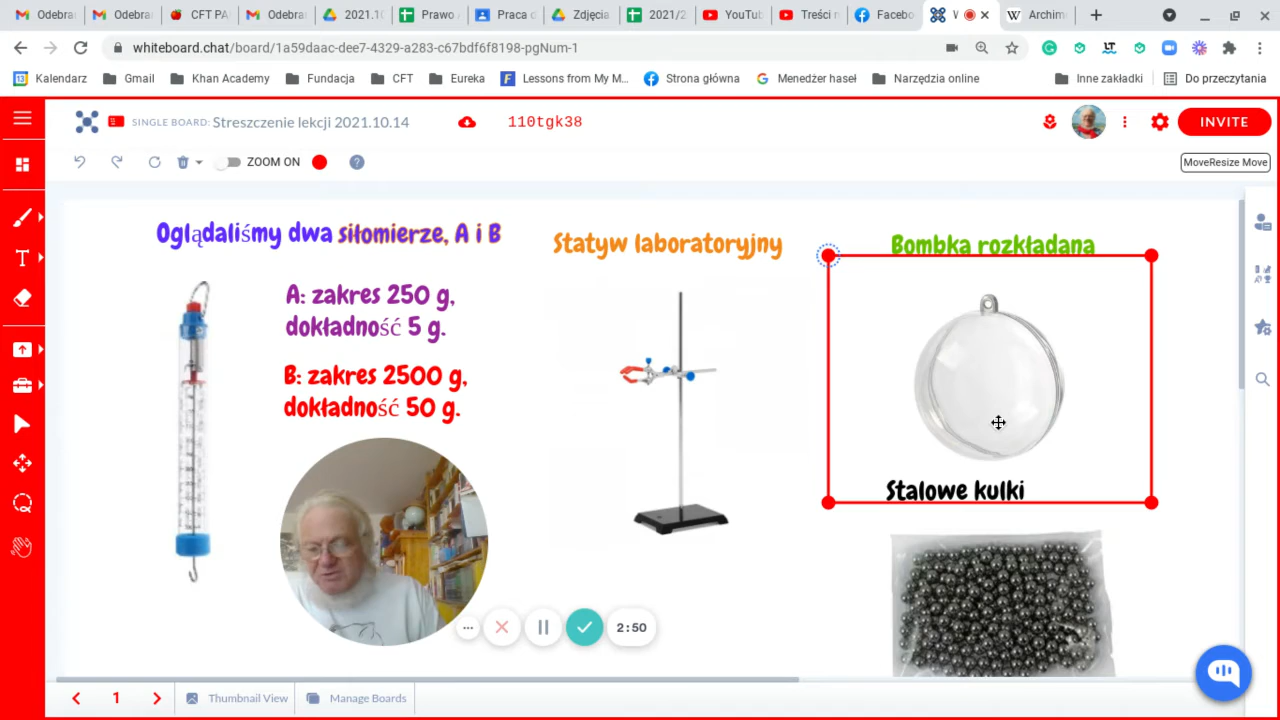 Odebra
Odebra
CFT PA
Odebra
2021.10
Prawo
Praca d
Zdjęcia
2021/2
YouTu
Treści r
Facebo
W
Archim
whiteboard.chat/board/1a59daac-dee7-4329-a283-c67bdf6f8198-pgNum-1
Kalendarz
Gmail
Khan Academy
Fundacja
CFT
Eureka
Lessons from My M...
Strona główna
Menedżer haseł
Narzędzia online
Inne zakładki
Do przeczytania
SINGLE BOARD: Streszczenie lekcji 2021.10.14
110tgk38
INVITE
ZOOM ON
MoveResize Move
Oglądaliśmy dwa siłomierze, A i B
Statyw laboratoryjny
Bombka rozkładana
A: zakres 250 g,
dokładność 5 g.
B: zakres 2500 g,
dokładność 50 g.
Stalowe kulki
2:50
1
Thumbnail View
Manage Boards